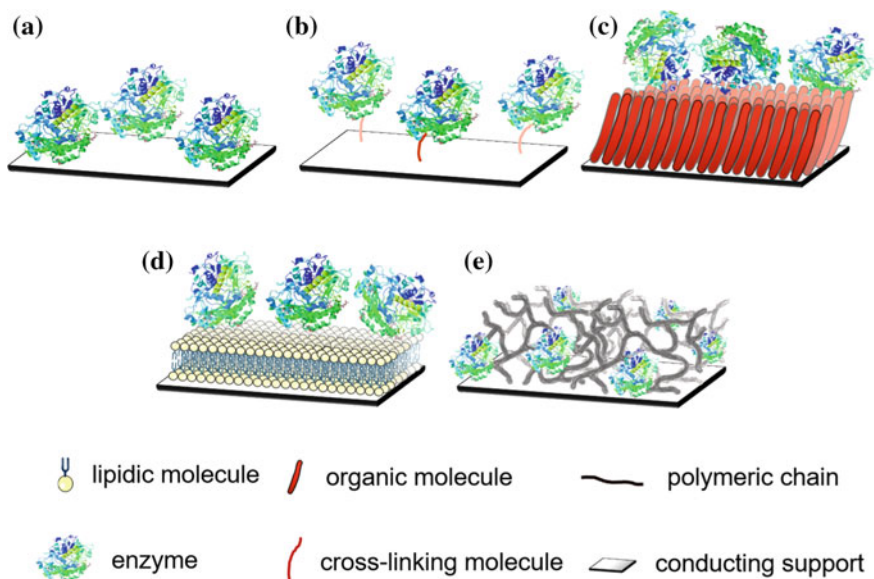 (a)
(b)
(c)
(d)
(e)
lipidic molecule
organic molecule
polymeric chain
enzyme
cross-linking molecule
conducting support